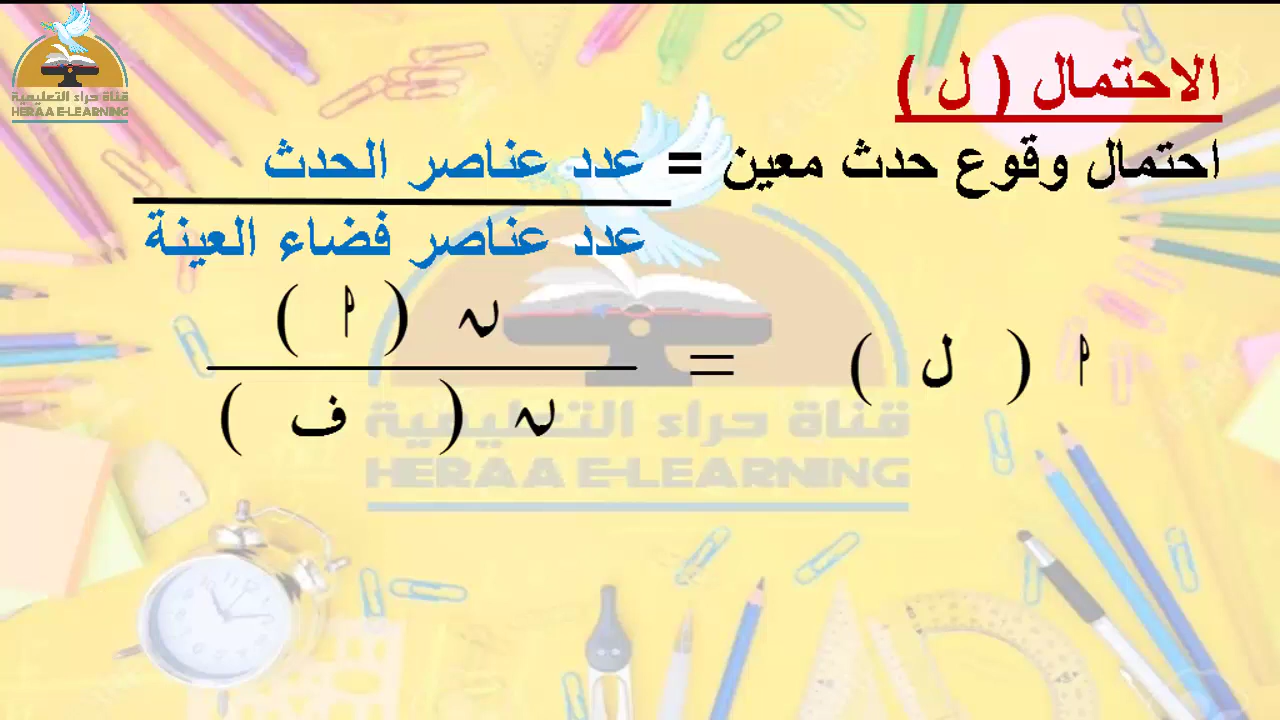 قناة حراء التعليمية
HERAA E-LEARNING
الاحتمال ( ل )
احتمال وقوع حدث معين = عدد عناصر الحدث
عدد عناصر فضاء العينة
م ( ل ) = ن ( م )
ن ( ف )
قناة حراء التعليمية
HERAA E-LEARNING